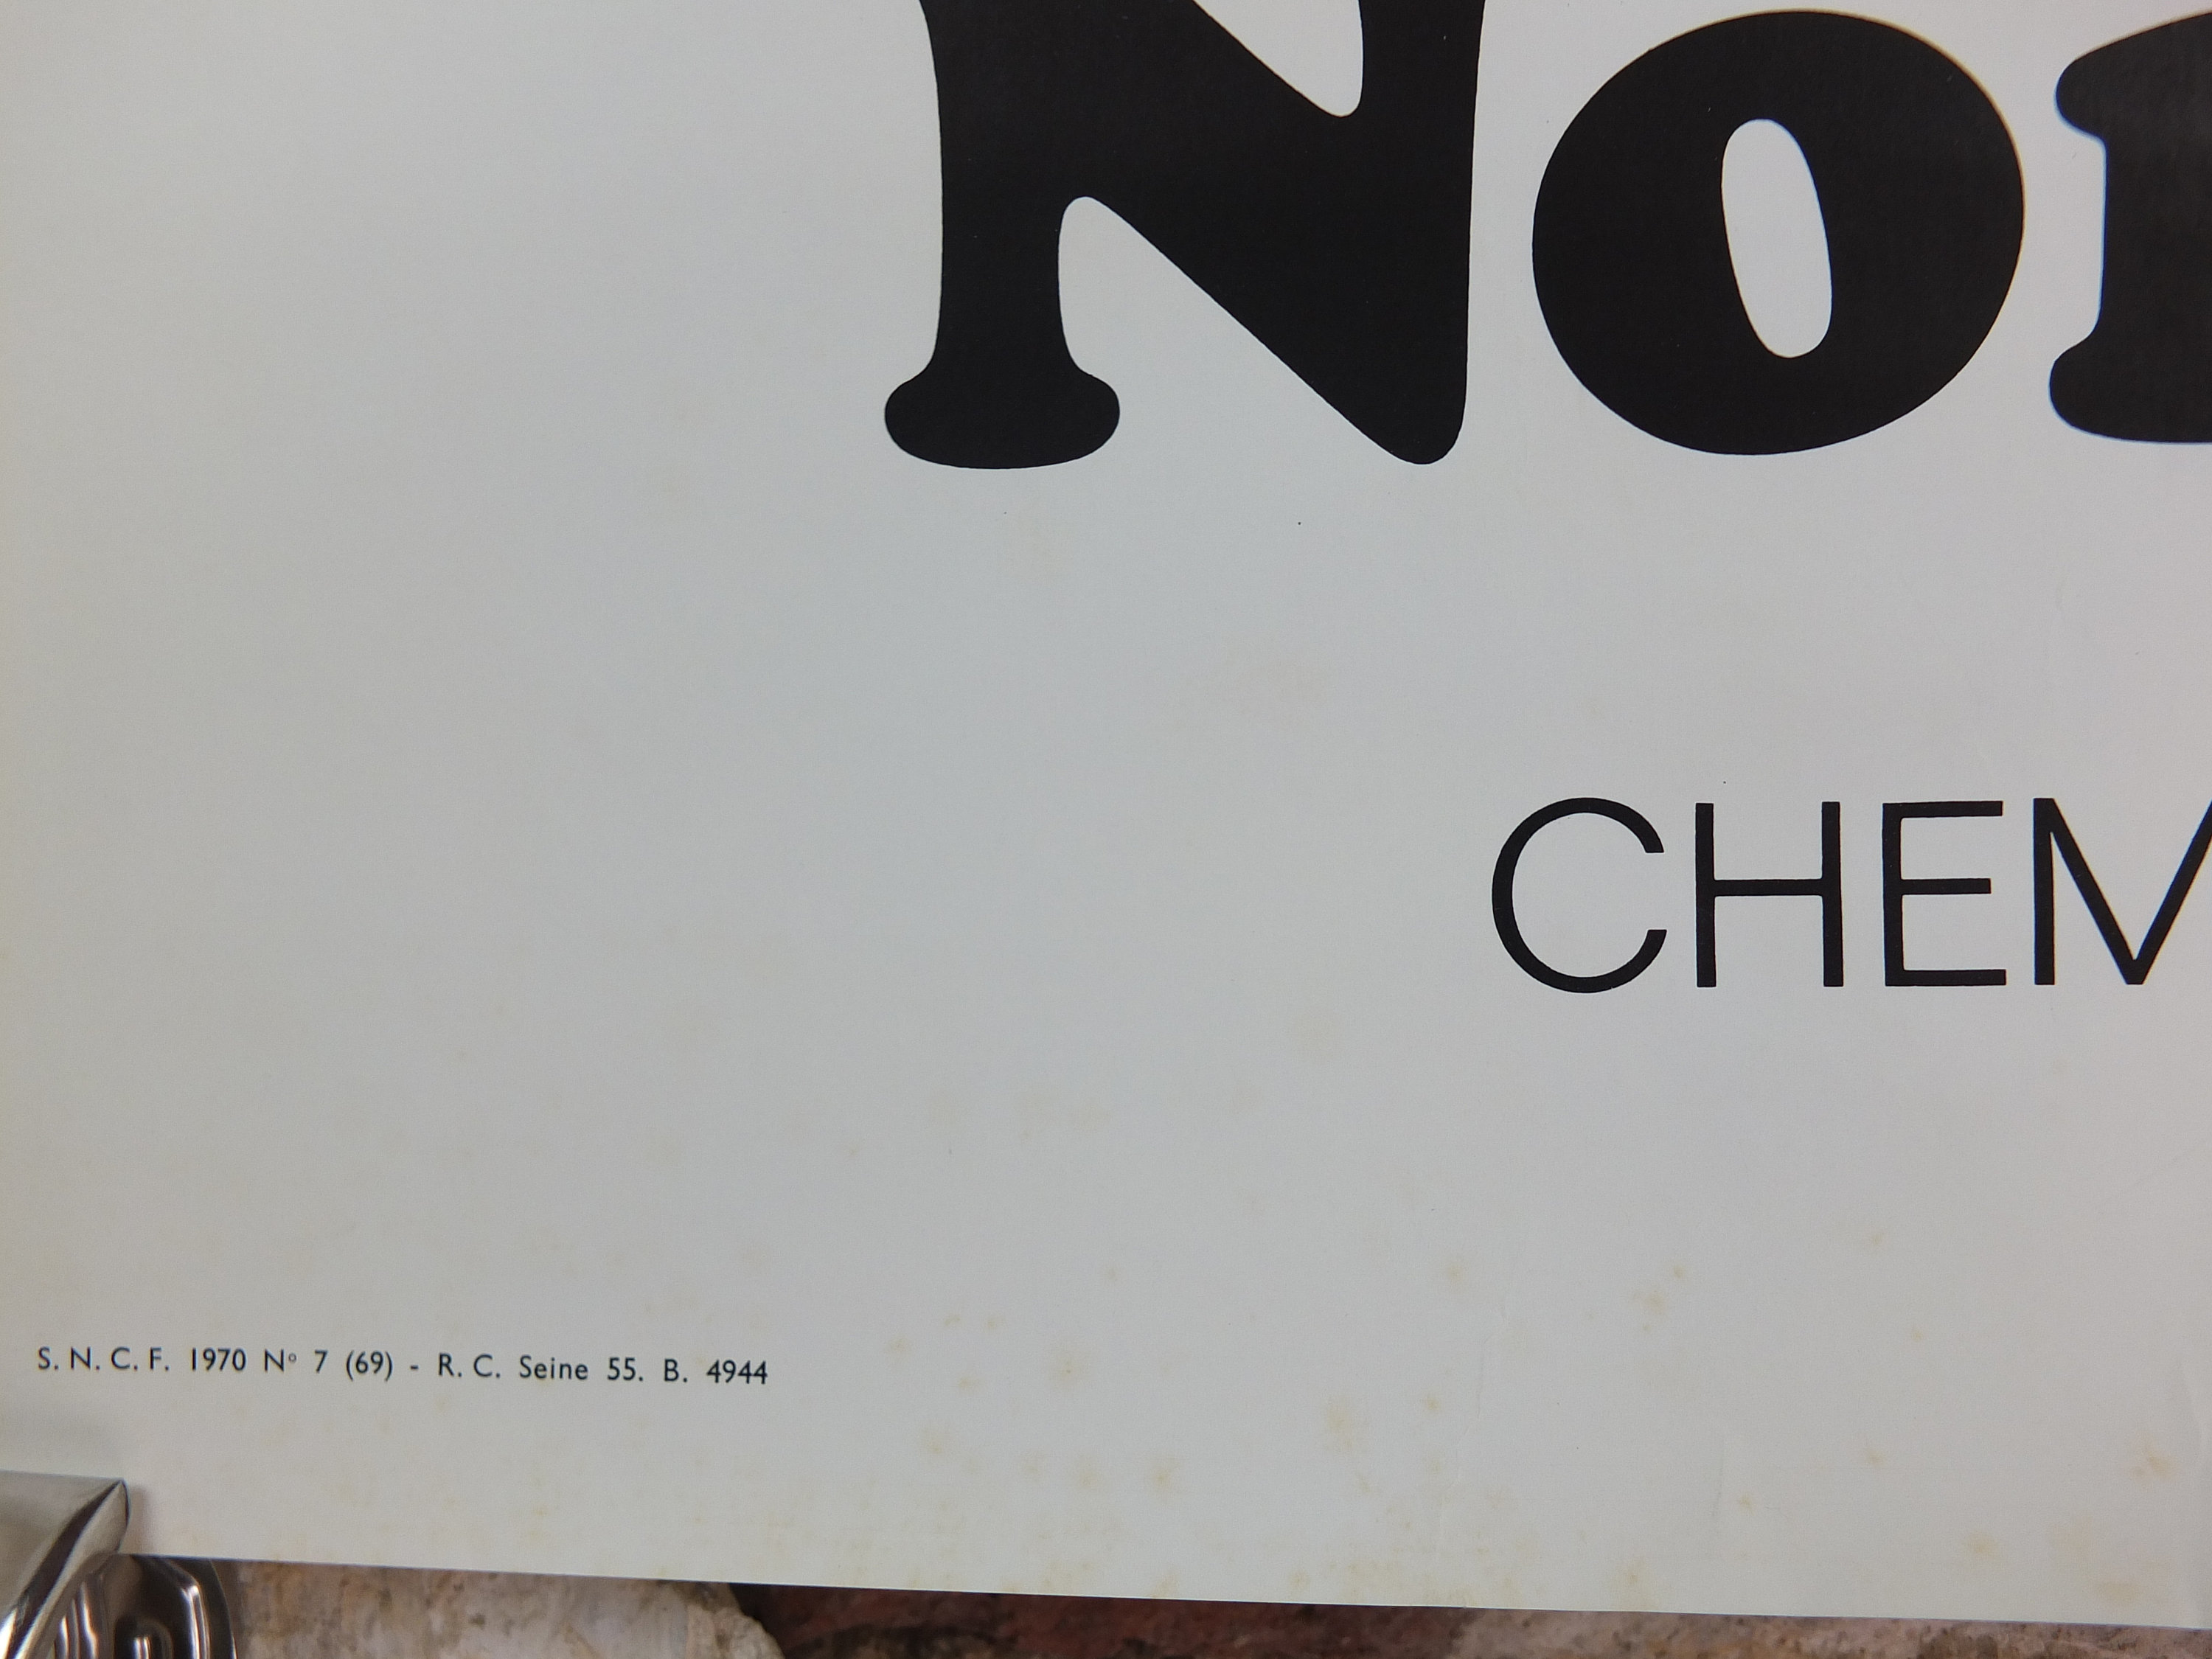 No
CHEM
S. N. C. F. 1970 N° 7 (69) - R. C. Seine 55. B. 4944